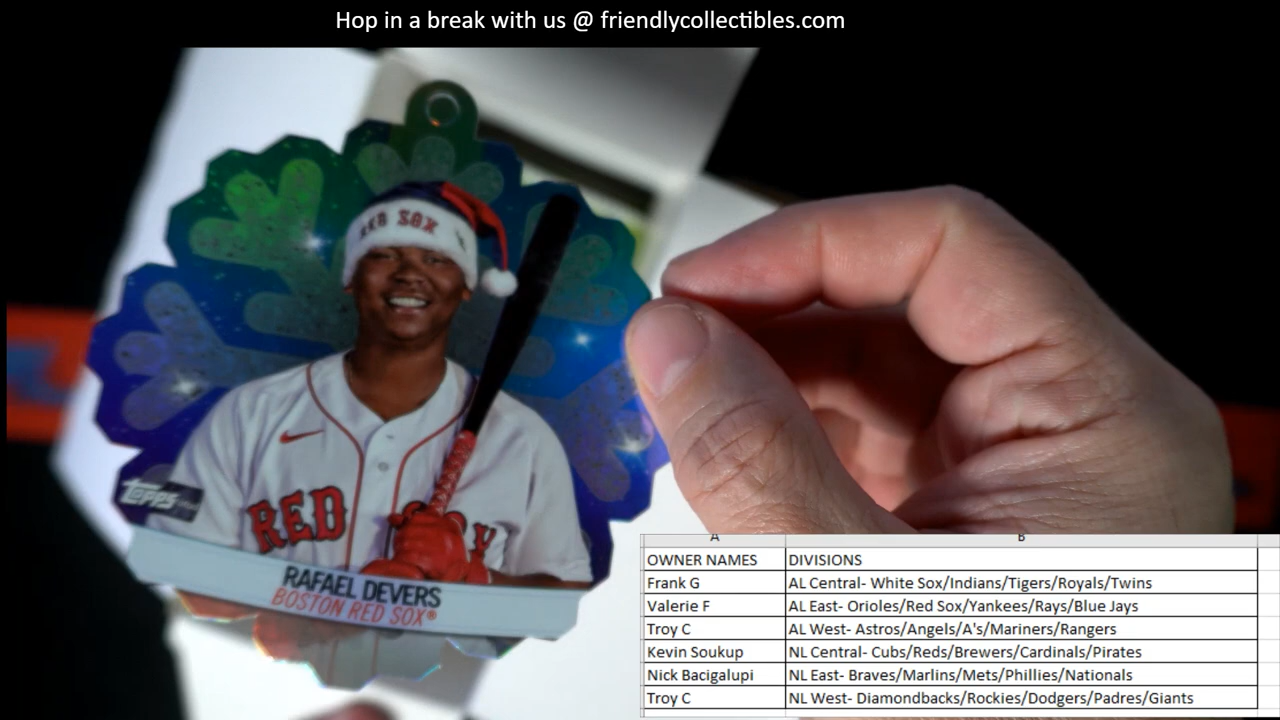 Hop in a break with us @ friendlycollectibles.com
RED SOX
Topps
RED SOX
RAFAEL DEVERS
BOSTON RED SOX®
A B
OWNER NAMES DIVISIONS
Frank G AL Central- White Sox/Indians/Tigers/Royals/Twins
Valerie F AL East- Orioles/Red Sox/Yankees/Rays/Blue Jays
Troy C AL West- Astros/Angels/A's/Mariners/Rangers
Kevin Soukup NL Central- Cubs/Reds/Brewers/Cardinals/Pirates
Nick Bacigalupi NL East- Braves/Marlins/Mets/Phillies/Nationals
Troy C NL West- Diamondbacks/Rockies/Dodgers/Padres/Giants